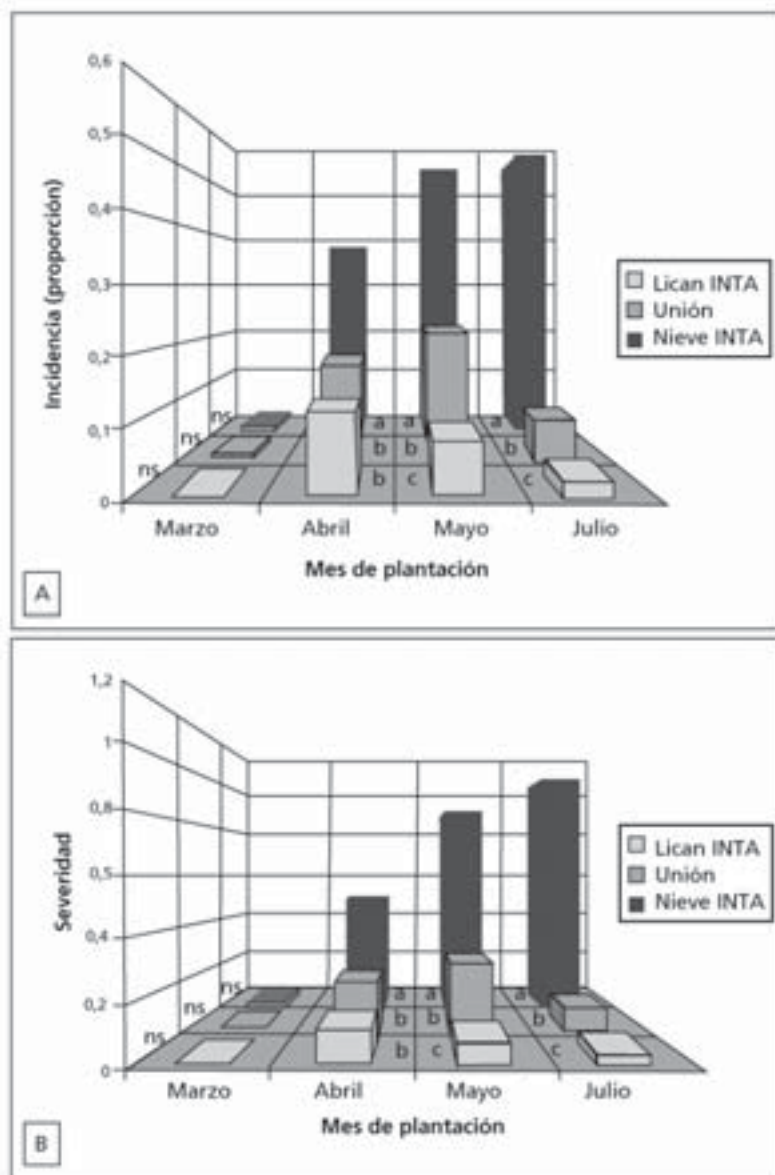 0,6
0,5
0,4
0,3
0,2
0,1
0
Incidencia (proporción)
ns
ns
ns
a
b
b
a
b
c
a
b
c
Marzo
Abril
Mayo
Julio
Mes de plantación
Lican INTA
Unión
Nieve INTA
A
1,2
1
0,8
0,5
0,4
0,2
0
Severidad
ns
ns
ns
a
b
b
a
b
c
a
b
c
Marzo
Abril
Mayo
Julio
Mes de plantación
Lican INTA
Unión
Nieve INTA
B